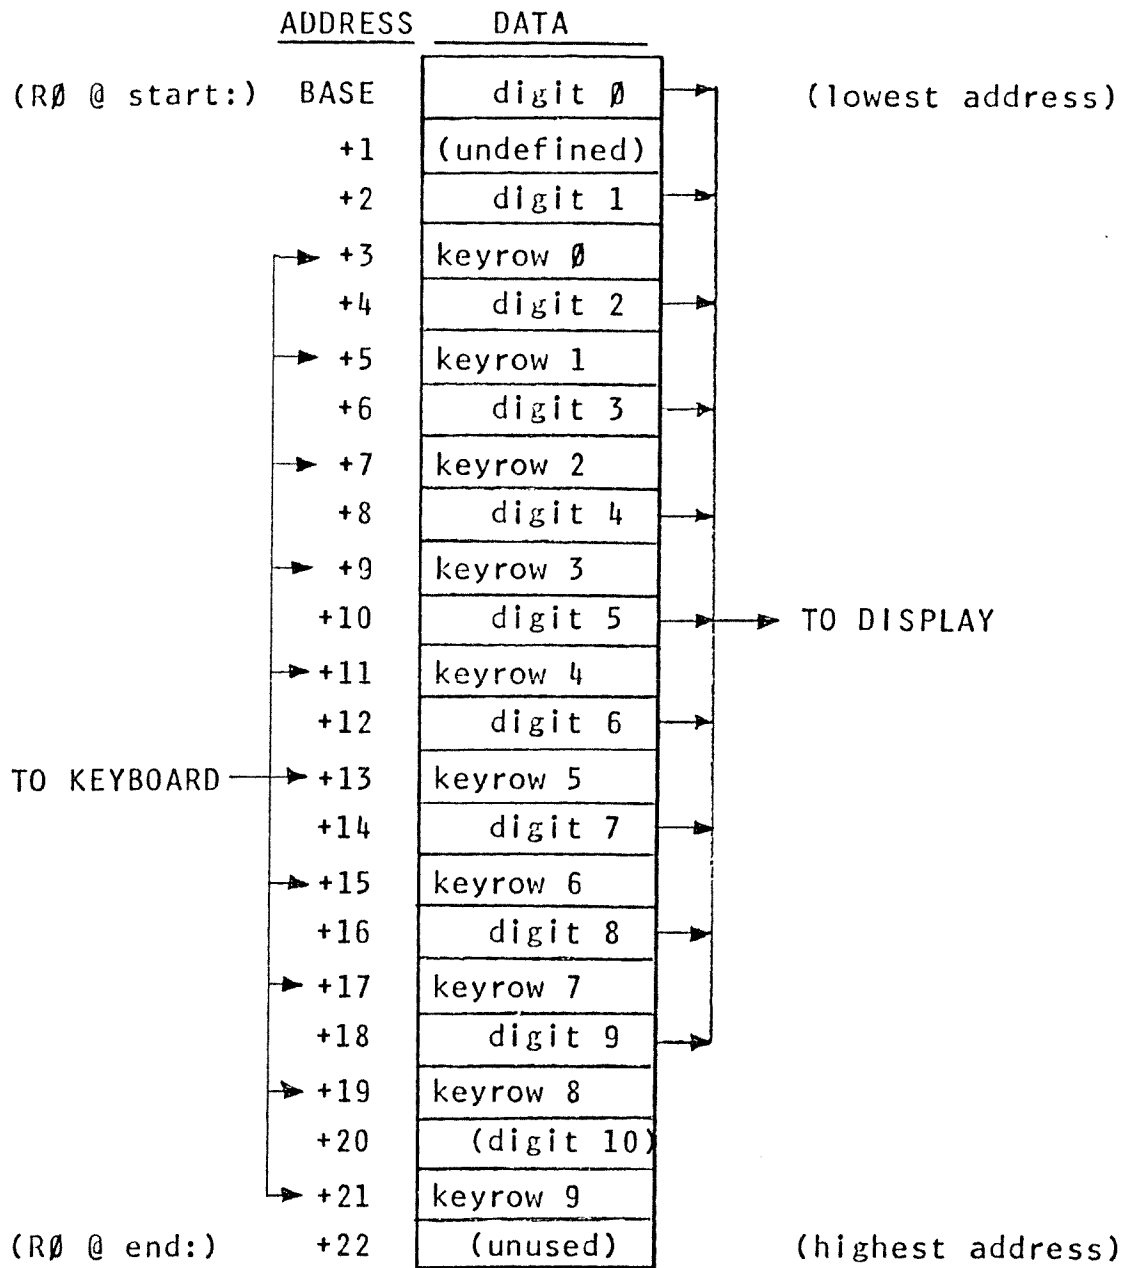 ADDRESS DATA
(RØ @ start:) BASE digit Ø (lowest address)
+1 (undefined)
+2 digit 1
+3 keyrow Ø
+4 digit 2
+5 keyrow 1
+6 digit 3
+7 keyrow 2
+8 digit 4
+9 keyrow 3
+10 digit 5 TO DISPLAY
+11 keyrow 4
+12 digit 6
TO KEYBOARD +13 keyrow 5
+14 digit 7
+15 keyrow 6
+16 digit 8
+17 keyrow 7
+18 digit 9
+19 keyrow 8
+20 (digit 10)
+21 keyrow 9
(RØ @ end:) +22 (unused) (highest address)